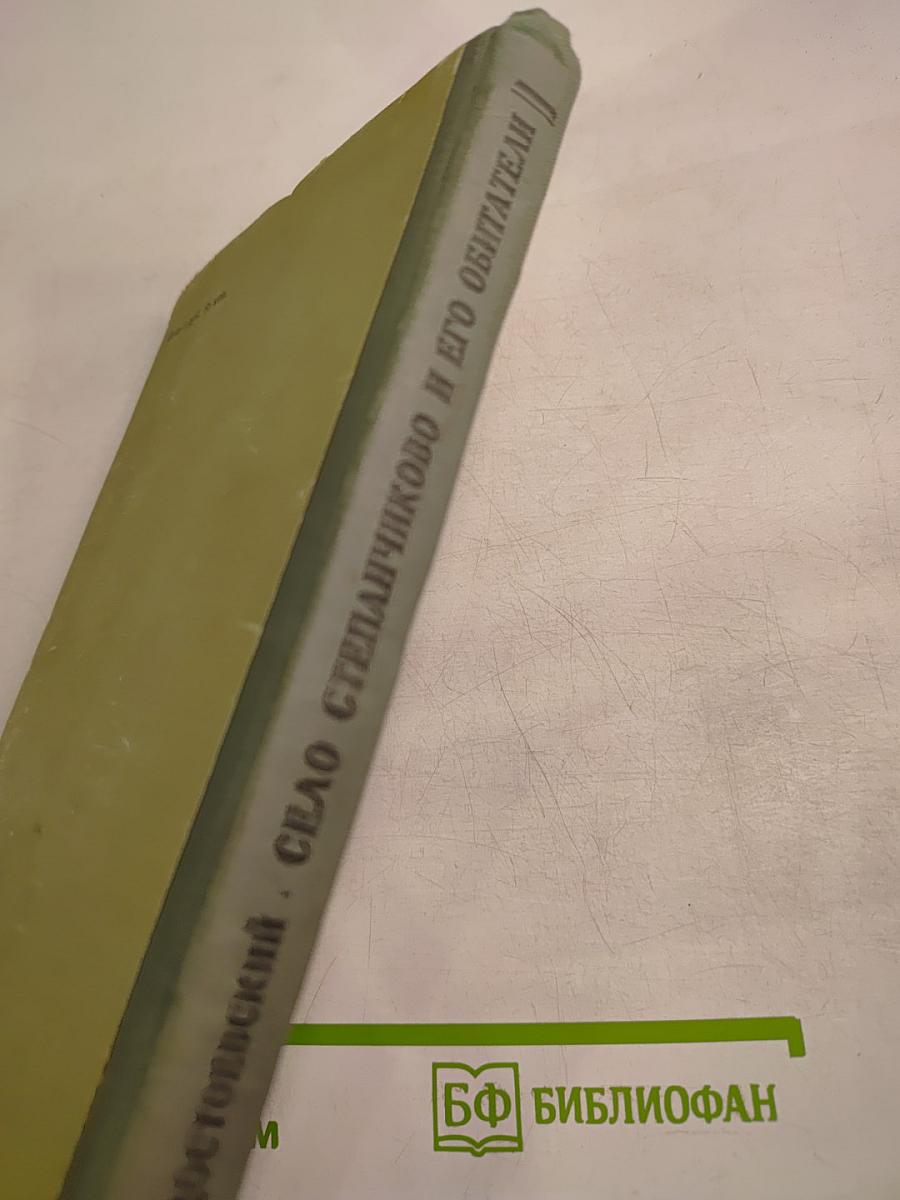 ДОСТОЕВСКИЙ · СЕЛО СТЕПАНЧИКОВО И ЕГО ОБИТАТЕЛИ
БФ БИБЛИОФАН
м